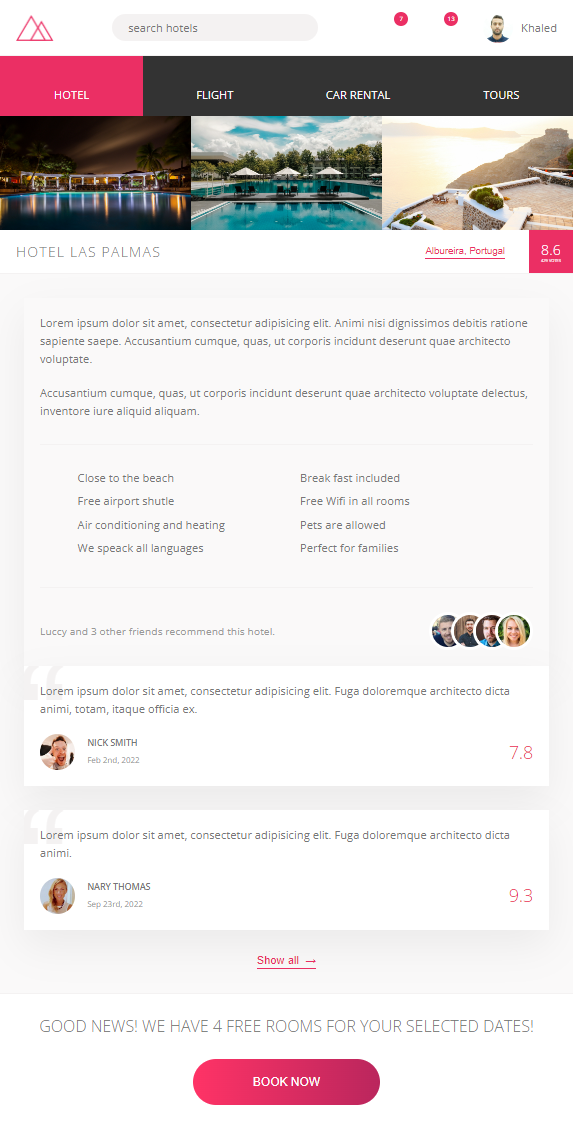 search hotels
7
13
Khaled
HOTEL
FLIGHT
CAR RENTAL
TOURS
HOTEL LAS PALMAS
Albureira, Portugal
8.6
Lorem ipsum dolor sit amet, consectetur adipisicing elit. Animi nisi dignissimos debitis ratione
sapiente saepe. Accusantium cumque, quas, ut corporis incidunt deserunt quae architecto
voluptate.
Accusantium cumque, quas, ut corporis incidunt deserunt quae architecto voluptate delectus,
inventore iure aliquid aliquam.
Close to the beach
Break fast included
Free airport shutle
Free Wifi in all rooms
Air conditioning and heating
Pets are allowed
We speack all languages
Perfect for families
Luccy and 3 other friends recommend this hotel.
Lorem ipsum dolor sit amet, consectetur adipisicing elit. Fuga doloremque architecto dicta
animi, totam, itaque officia ex.
NICK SMITH
Feb 2nd, 2022
7.8
Lorem ipsum dolor sit amet, consectetur adipisicing elit. Fuga doloremque architecto dicta
animi.
NARY THOMAS
Sep 23rd, 2022
9.3
Show all →
GOOD NEWS! WE HAVE 4 FREE ROOMS FOR YOUR SELECTED DATES!
BOOK NOW